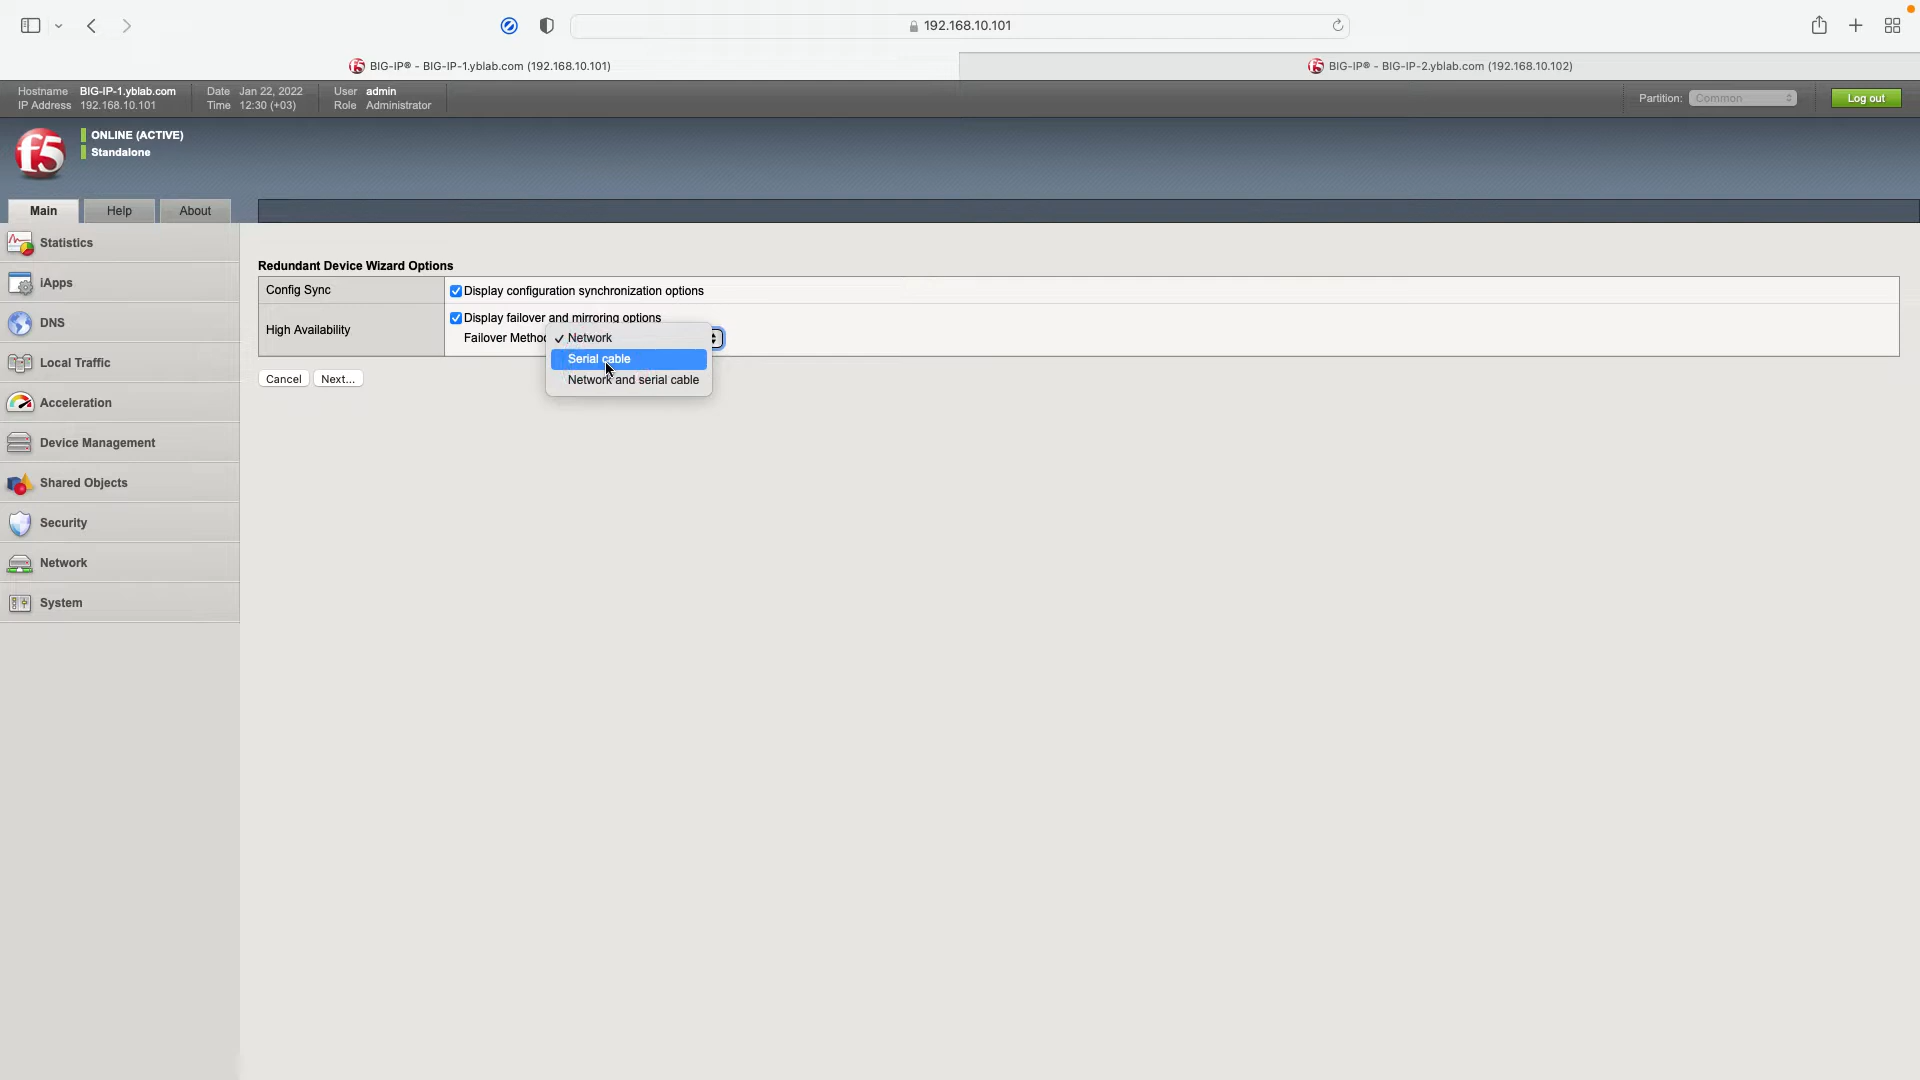 192.168.10.101
BIG-IP® - BIG-IP-1.yblab.com (192.168.10.101)
BIG-IP® - BIG-IP-2.yblab.com (192.168.10.102)
Hostname BIG-IP-1.yblab.com
IP Address 192.168.10.101
Date Jan 22, 2022
Time 12:30 (+03)
User admin
Role Administrator
Partition: Common
Log out
f5
ONLINE (ACTIVE)
Standalone
Main
Help
About
Statistics
iApps
DNS
Local Traffic
Acceleration
Device Management
Shared Objects
Security
Network
System
Redundant Device Wizard Options
Config Sync
Display configuration synchronization options
High Availability
Display failover and mirroring options
Failover Metho
Network
Serial cable
Network and serial cable
Cancel
Next...